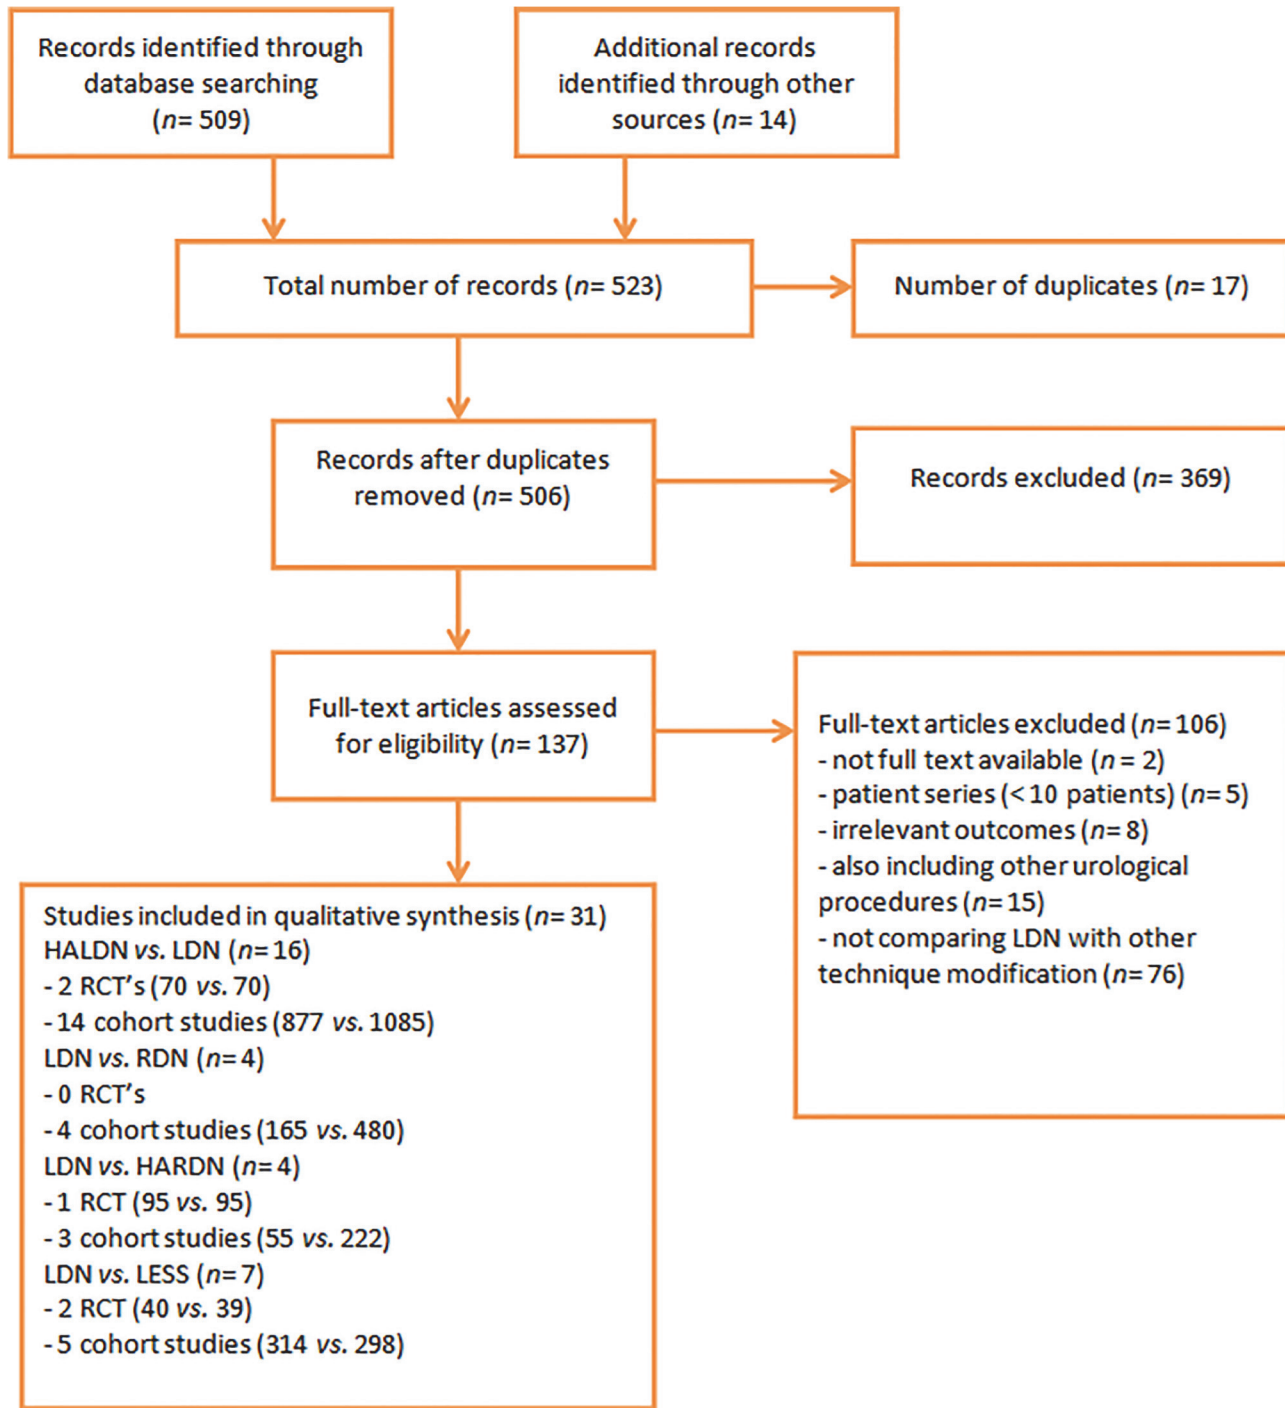 Records identified through
database searching
(n= 509)
Additional records
identified through other
sources (n= 14)
Total number of records (n= 523)
Number of duplicates (n= 17)
Records after duplicates
removed (n= 506)
Records excluded (n= 369)
Full-text articles assessed
for eligibility (n= 137)
Full-text articles excluded (n= 106)
- not full text available (n = 2)
- patient series (< 10 patients) (n= 5)
- irrelevant outcomes (n= 8)
- also including other urological
procedures (n= 15)
- not comparing LDN with other
technique modification (n= 76)
Studies included in qualitative synthesis (n= 31)
HALDN vs. LDN (n= 16)
- 2 RCT's (70 vs. 70)
- 14 cohort studies (877 vs. 1085)
LDN vs. RDN (n= 4)
- 0 RCT's
- 4 cohort studies (165 vs. 480)
LDN vs. HARDN (n= 4)
- 1 RCT (95 vs. 95)
- 3 cohort studies (55 vs. 222)
LDN vs. LESS (n= 7)
- 2 RCT (40 vs. 39)
- 5 cohort studies (314 vs. 298)